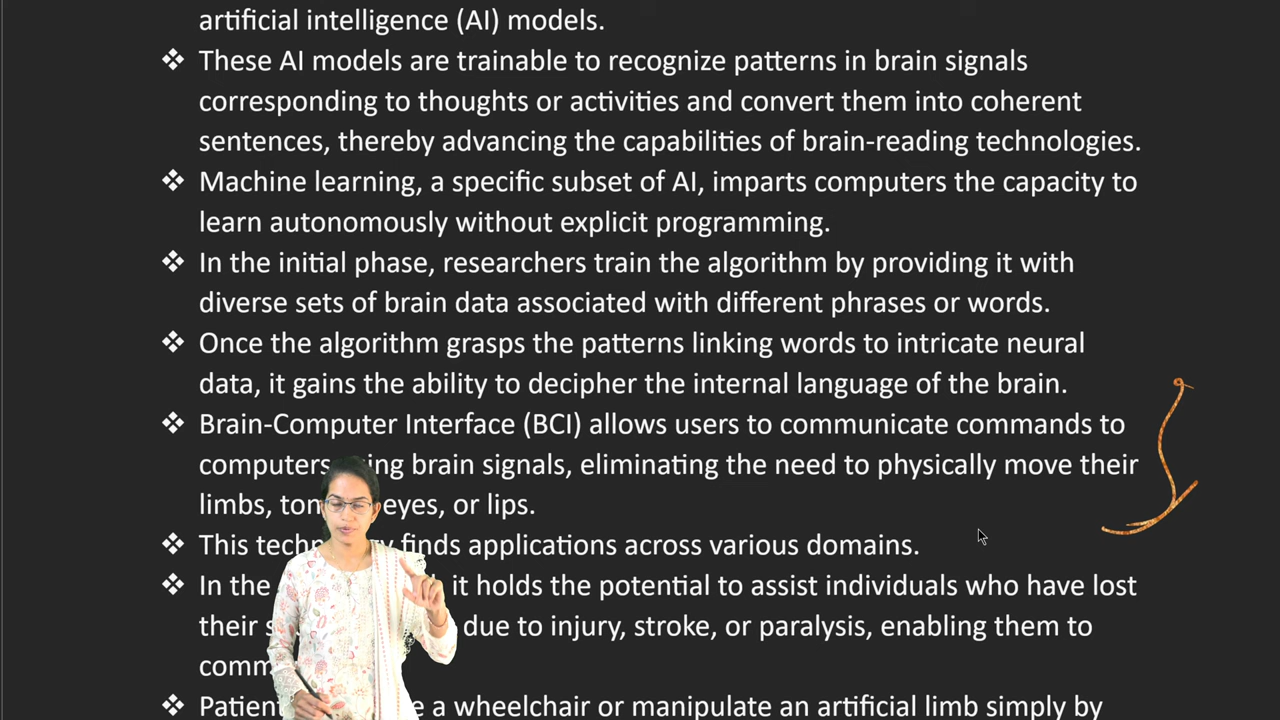 artificial intelligence (AI) models.
❖ These AI models are trainable to recognize patterns in brain signals
corresponding to thoughts or activities and convert them into coherent
sentences, thereby advancing the capabilities of brain-reading technologies.
❖ Machine learning, a specific subset of AI, imparts computers the capacity to
learn autonomously without explicit programming.
❖ In the initial phase, researchers train the algorithm by providing it with
diverse sets of brain data associated with different phrases or words.
❖ Once the algorithm grasps the patterns linking words to intricate neural
data, it gains the ability to decipher the internal language of the brain.
❖ Brain-Computer Interface (BCI) allows users to communicate commands to
computers brain signals, eliminating the need to physically move their
limbs, eyes, or lips.
❖ This finds applications across various domains.
❖ In the it holds the potential to assist individuals who have lost
their due to injury, stroke, or paralysis, enabling them to
❖ a wheelchair or manipulate an artificial limb simply by